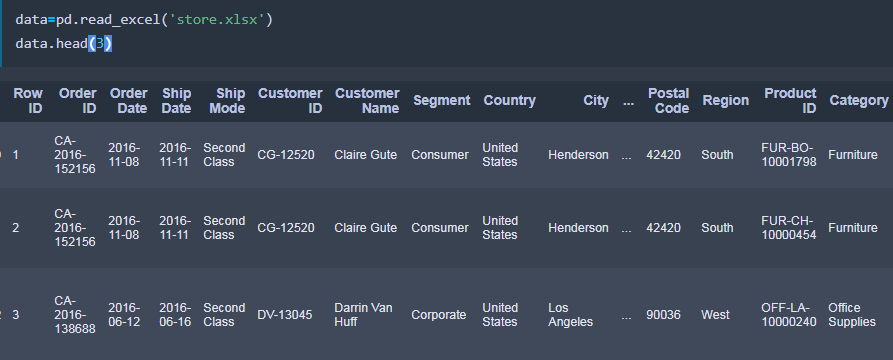 data=pd.read_excel('store.xlsx')
data.head(3)
Row ID Order ID Order Date Ship Date Ship Mode Customer ID Customer Name Segment Country City ... Postal Code Region Product ID Category
1 CA-2016-152156 2016-11-08 2016-11-11 Second Class CG-12520 Claire Gute Consumer United States Henderson ... 42420 South FUR-BO-10001798 Furniture
2 CA-2016-152156 2016-11-08 2016-11-11 Second Class CG-12520 Claire Gute Consumer United States Henderson ... 42420 South FUR-CH-10000454 Furniture
3 CA-2016-138688 2016-06-12 2016-06-16 Second Class DV-13045 Darrin Van Huff Corporate United States Los Angeles ... 90036 West OFF-LA-10000240 Office Supplies